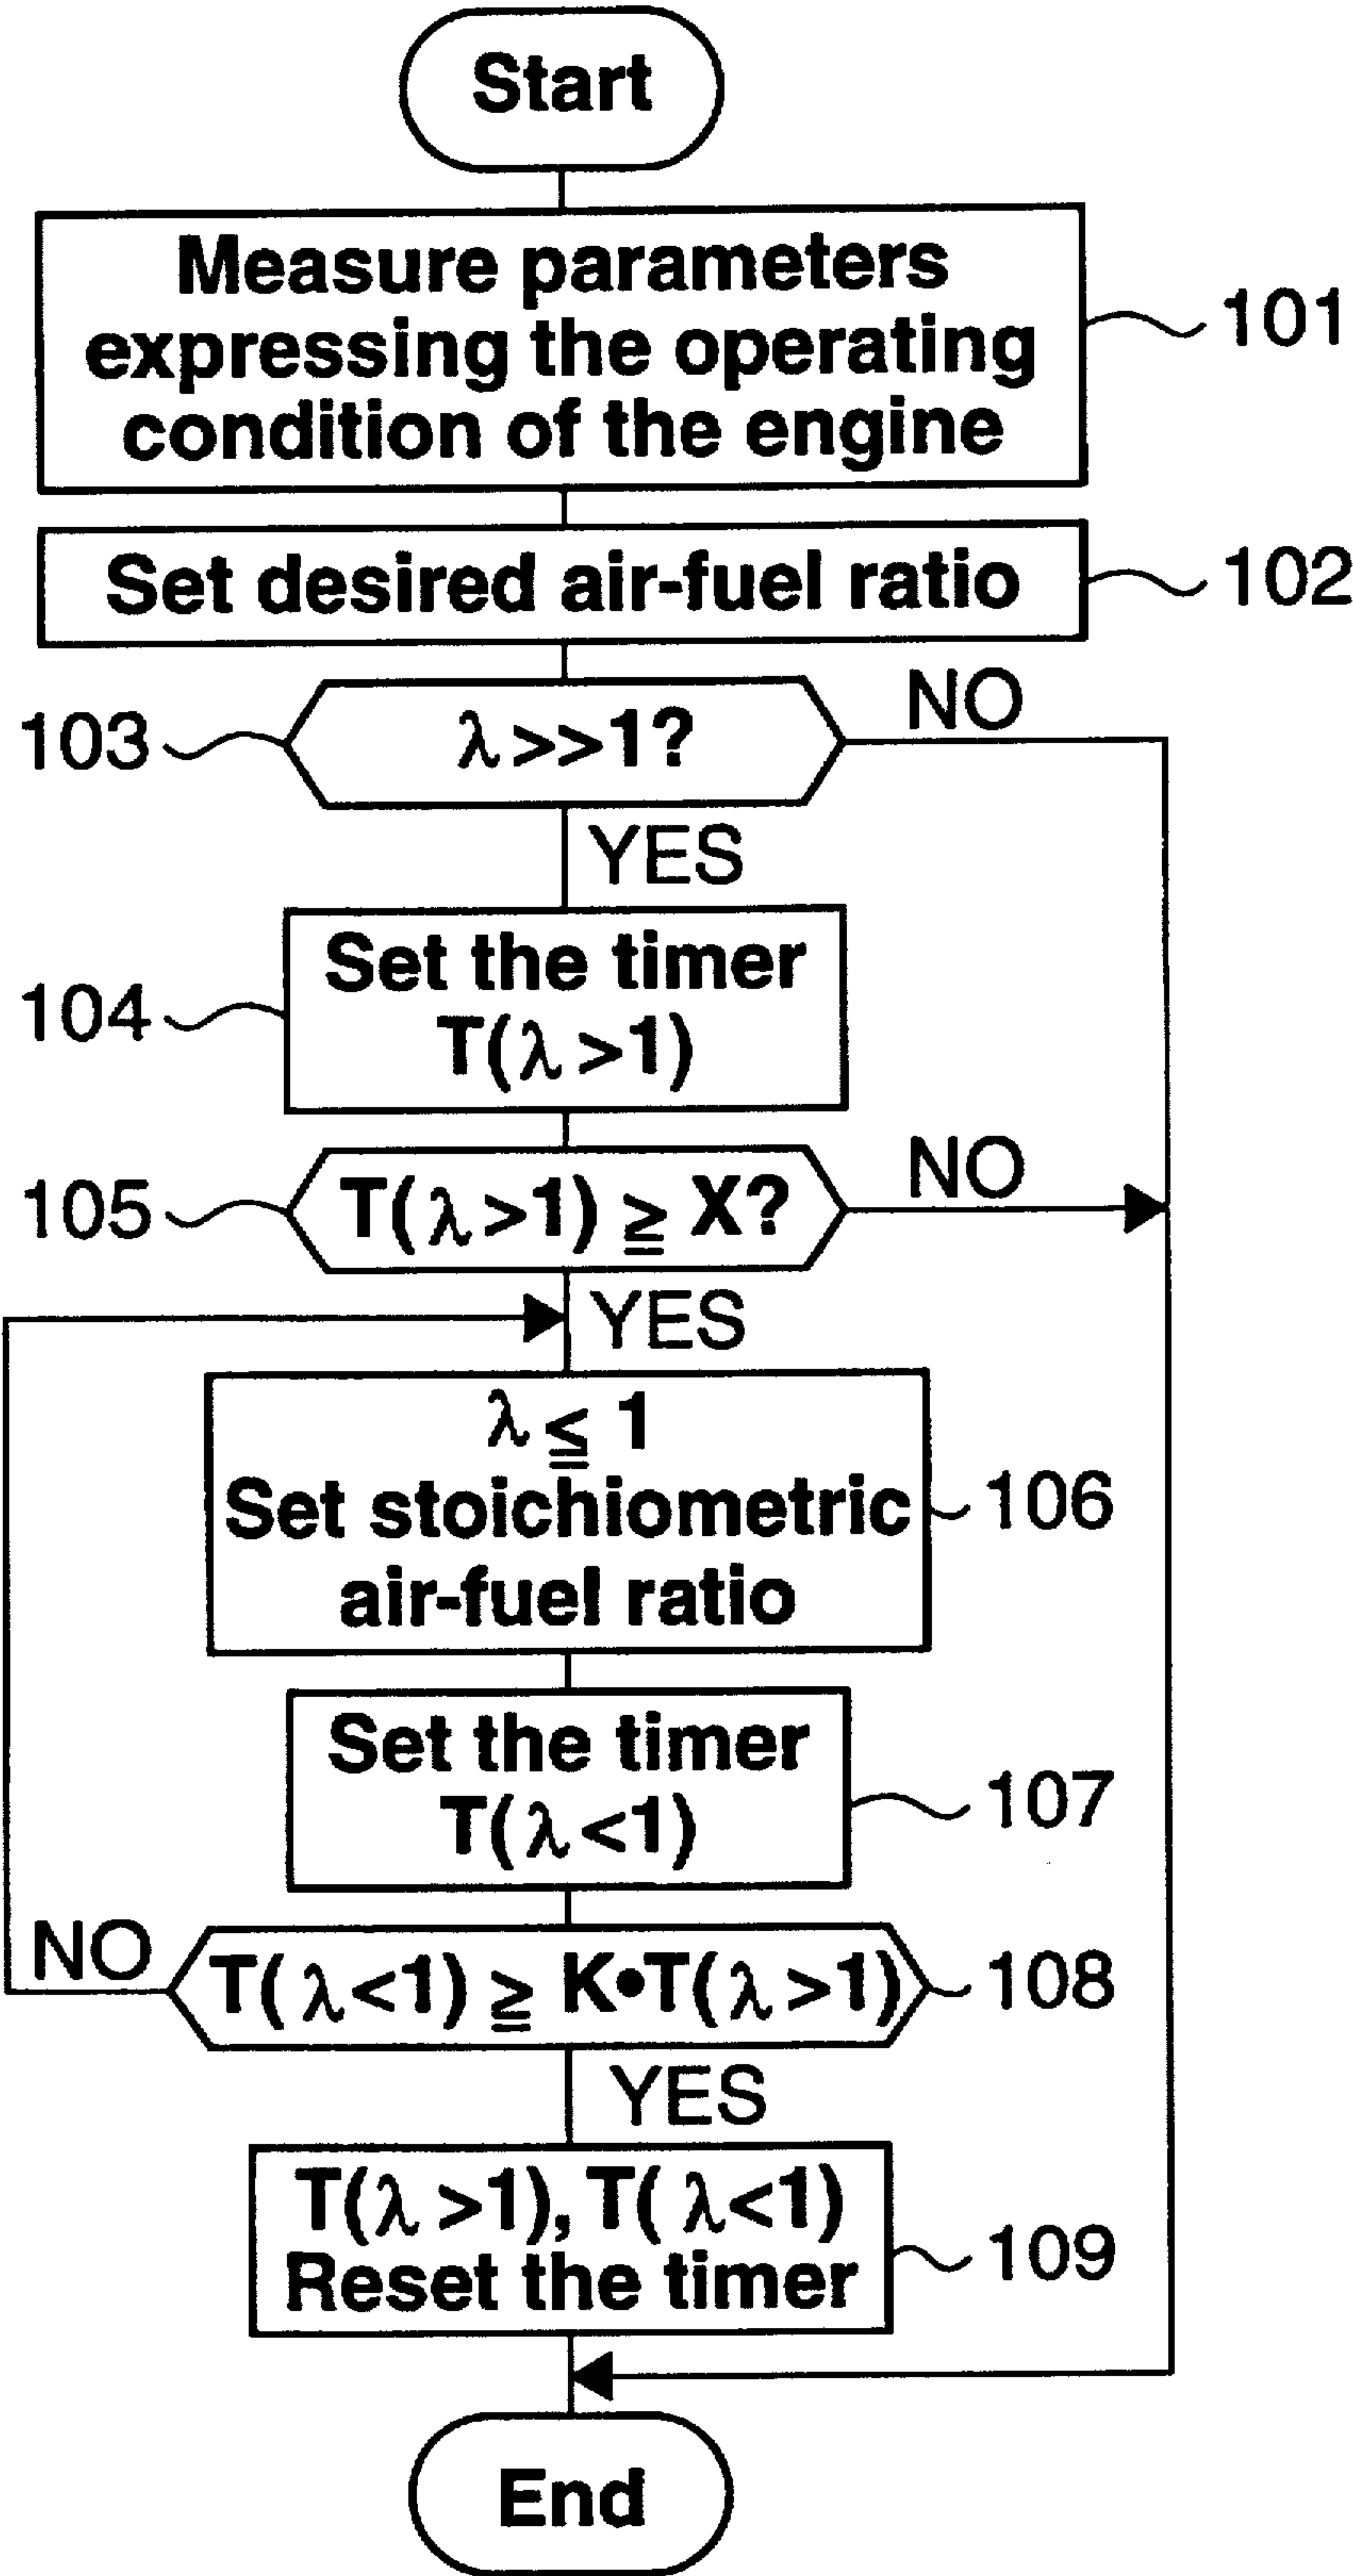 Start
Measure parameters
expressing the operating
condition of the engine
101
Set desired air-fuel ratio
102
103
λ >>1?
NO
YES
Set the timer
T(λ >1)
104
105
T(λ >1) ≧ X?
NO
YES
λ ≦ 1
Set stoichiometric
air-fuel ratio
106
Set the timer
T(λ <1)
107
NO
T( λ<1) ≧ K•T(λ >1)
108
YES
T(λ >1), T( λ<1)
Reset the timer
109
End